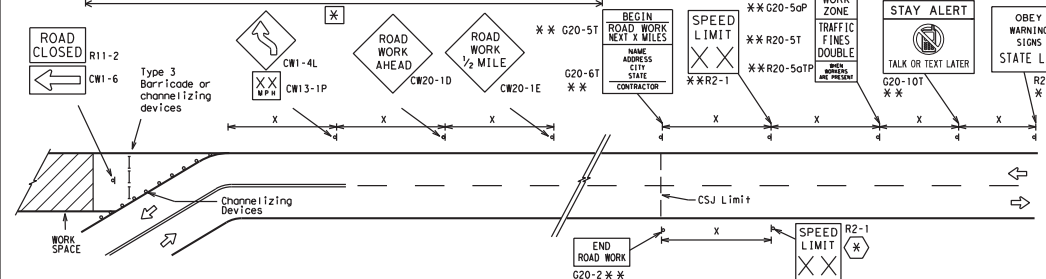 ROAD
CLOSED
R11-2
CW1-6
Type 3
Barricade or
channelizing
devices
CW1-4L
X X
MPH
CW13-1P
*
ROAD
WORK
AHEAD
CW20-1D
ROAD
WORK
1/2 MILE
CW20-1E
* * G20-5T
G20-6T
* *
BEGIN
ROAD WORK
NEXT X MILES
NAME
ADDRESS
CITY
STATE
CONTRACTOR
SPEED
LIMIT
X X
* * R2-1
* * G20-5aP
* * R20-5T
* * R20-5aTP
WORK
ZONE
TRAFFIC
FINES
DOUBLE
WHEN
WORKERS
ARE PRESENT
STAY ALERT
TALK OR TEXT LATER
G20-10T
* *
OBEY
WARNING
SIGNS
STATE L
R2
*
X
X
X
X
X
X
X
Channelizing
Devices
WORK
SPACE
CSJ Limit
X
END
ROAD WORK
G20-2 * *
SPEED
LIMIT
X X
R2-1
*